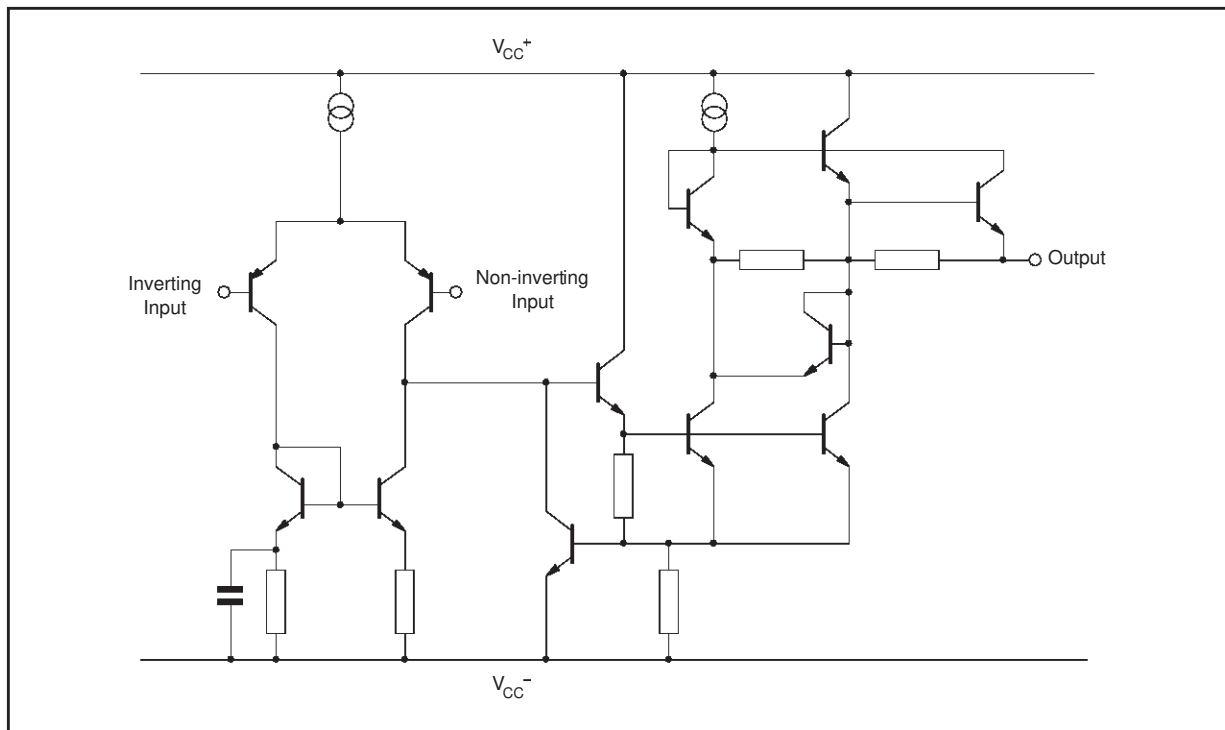 VCC+
Inverting
Input
Non-inverting
Input
Output
VCC−